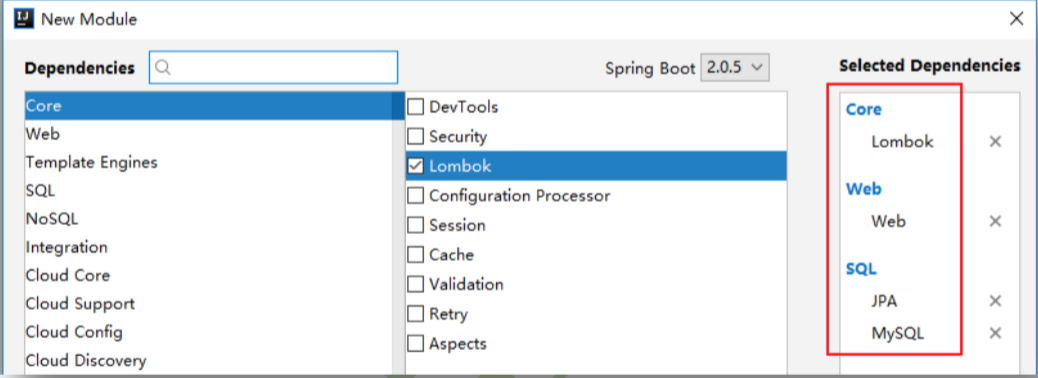 New Module
Dependencies
Spring Boot 2.0.5
Selected Dependencies
Core
Web
Template Engines
SQL
NoSQL
Integration
Cloud Core
Cloud Support
Cloud Config
Cloud Discovery
DevTools
Security
Lombok
Configuration Processor
Session
Cache
Validation
Retry
Aspects
Core
Lombok
Web
Web
SQL
JPA
MySQL